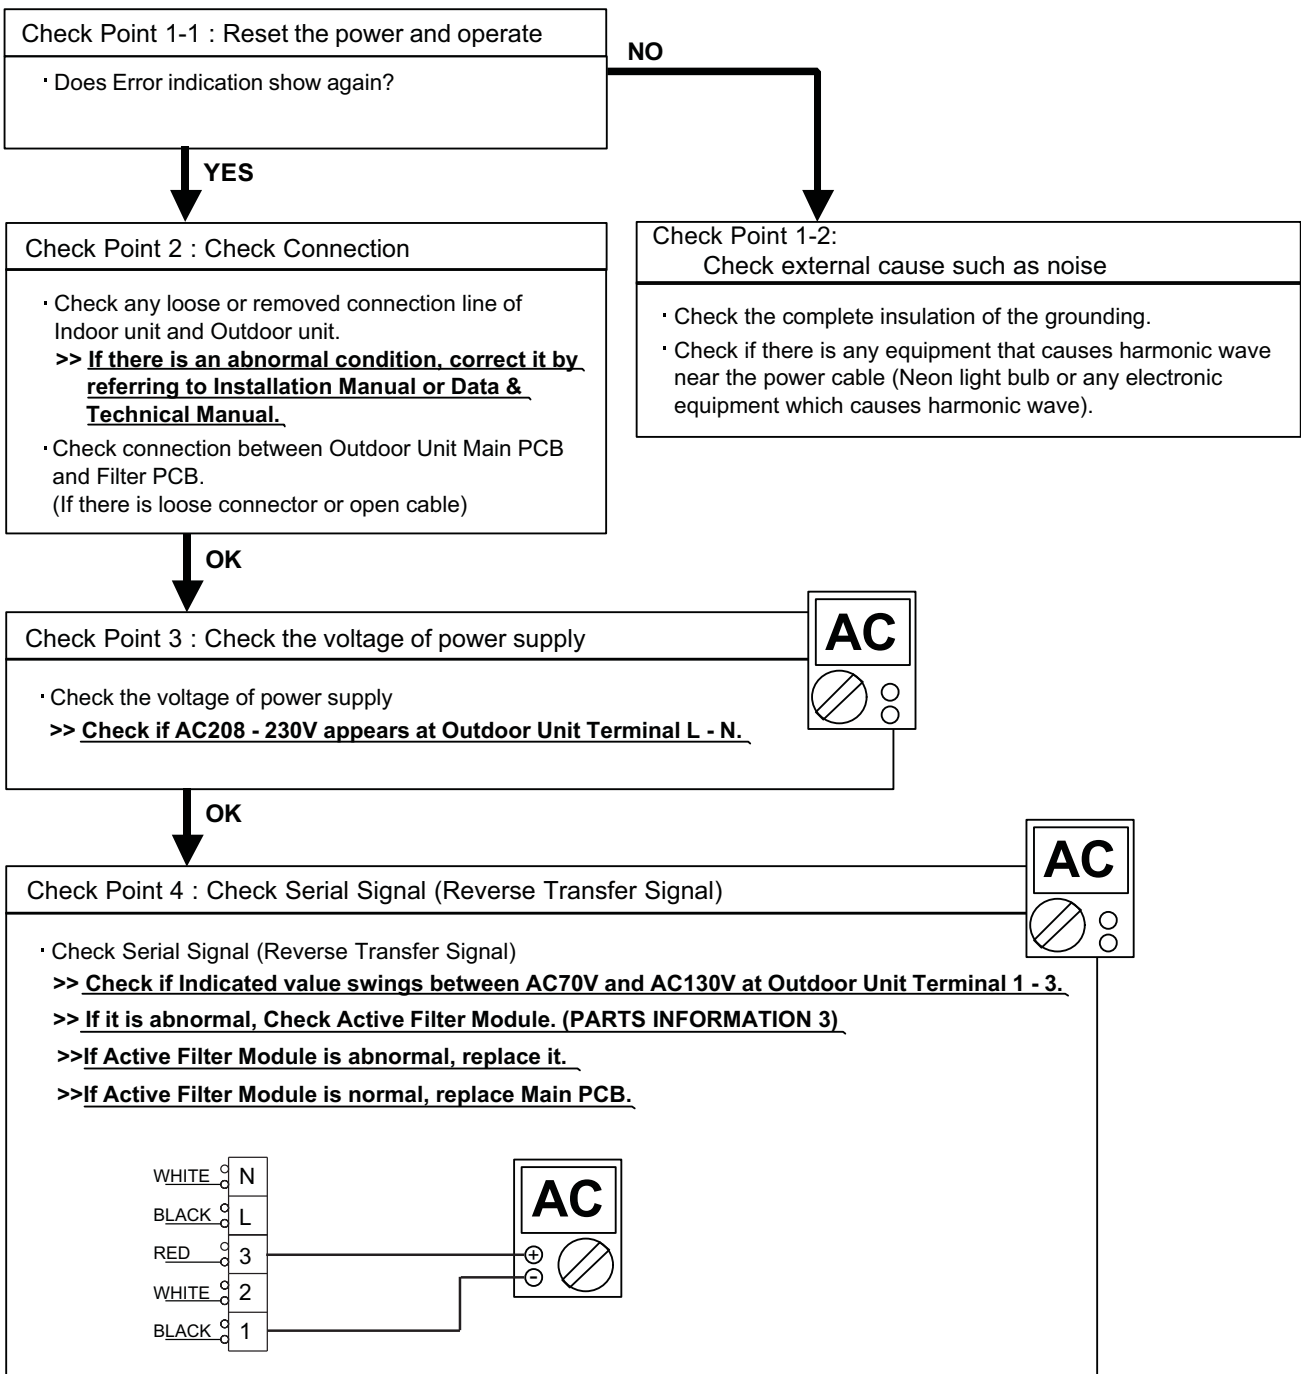 Check Point 1-1 : Reset the power and operate
· Does Error indication show again?
NO
YES
Check Point 2 : Check Connection
· Check any loose or removed connection line of
Indoor unit and Outdoor unit.
>> If there is an abnormal condition, correct it by
referring to Installation Manual or Data &
Technical Manual.
· Check connection between Outdoor Unit Main PCB
and Filter PCB.
(If there is loose connector or open cable)
Check Point 1-2:
Check external cause such as noise
· Check the complete insulation of the grounding.
· Check if there is any equipment that causes harmonic wave
near the power cable (Neon light bulb or any electronic
equipment which causes harmonic wave).
OK
Check Point 3 : Check the voltage of power supply
AC
· Check the voltage of power supply
>> Check if AC208 - 230V appears at Outdoor Unit Terminal L - N.
OK
Check Point 4 : Check Serial Signal (Reverse Transfer Signal)
AC
· Check Serial Signal (Reverse Transfer Signal)
>> Check if Indicated value swings between AC70V and AC130V at Outdoor Unit Terminal 1 - 3.
>> If it is abnormal, Check Active Filter Module. (PARTS INFORMATION 3)
>>If Active Filter Module is abnormal, replace it.
>>If Active Filter Module is normal, replace Main PCB.
WHITE N
BLACK L
RED 3
WHITE 2
BLACK 1
AC
+
-